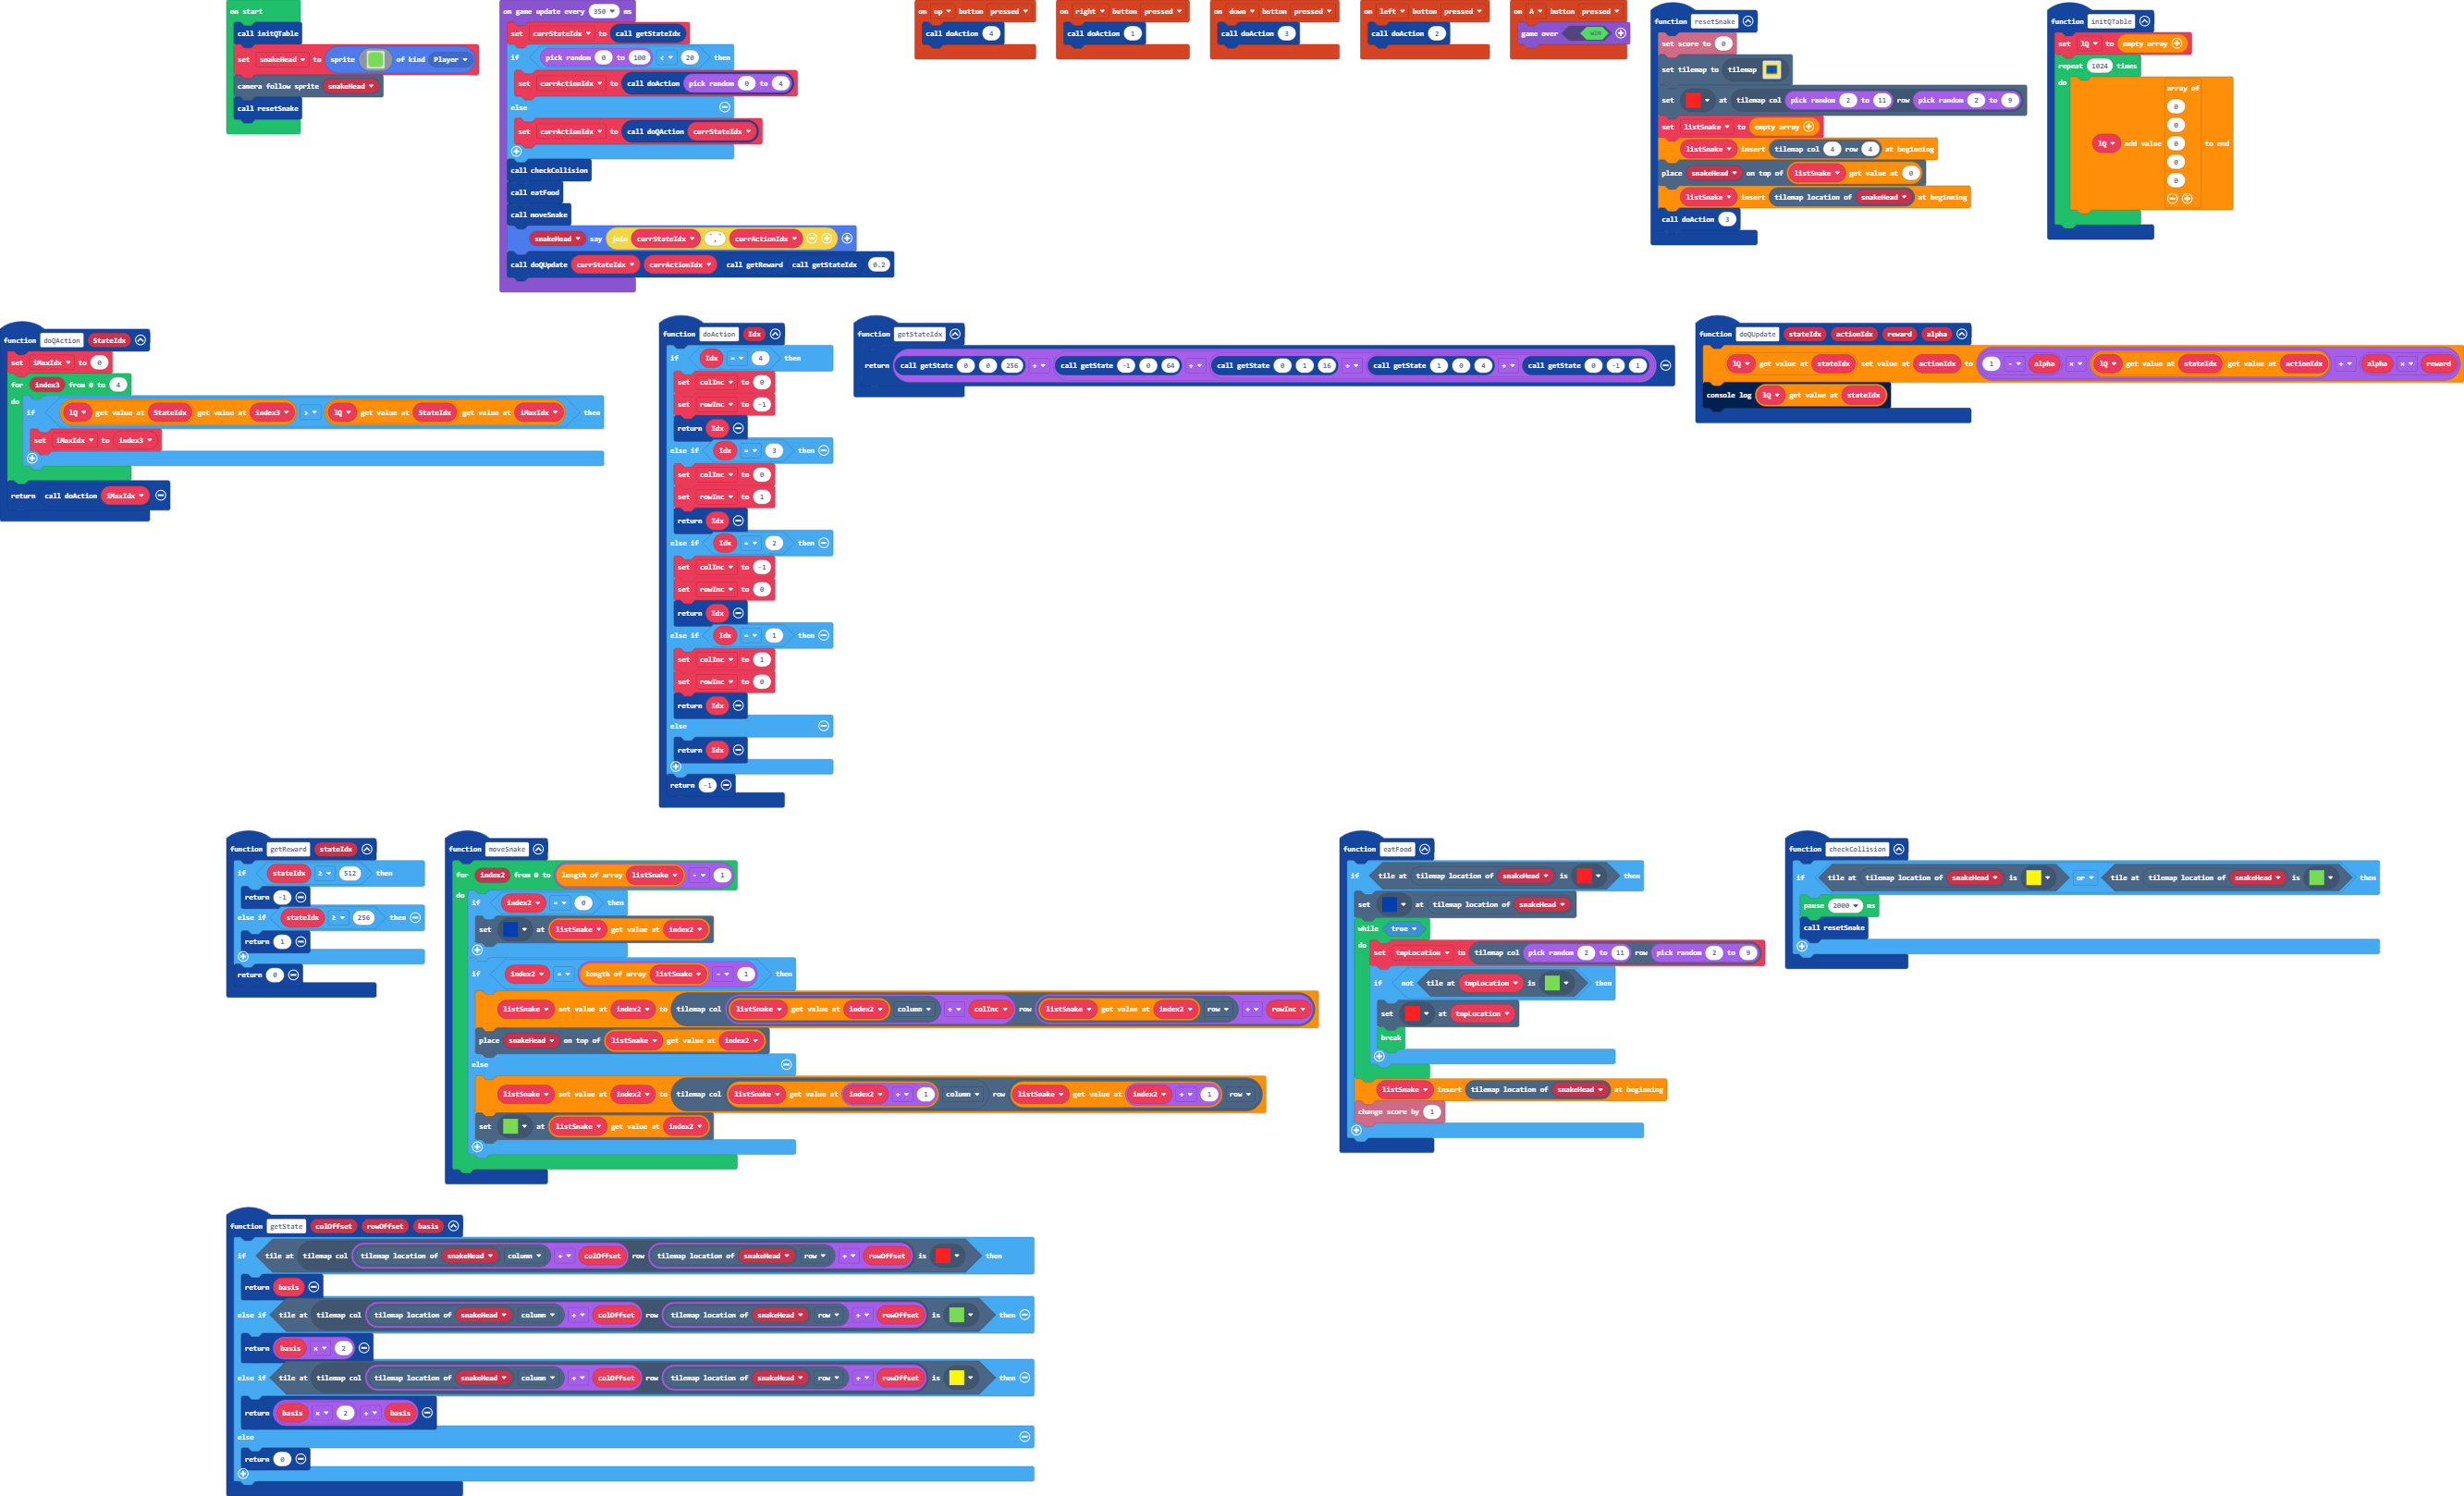 on start
call initQTable
set snakeHead to sprite of kind Player
camera follow sprite snakeHead
call resetSnake
on game update every 350 ms
set currStateIdx to call getStateIdx
if pick random 0 to 100 < 20 then
set currActionIdx to call doAction pick random 0 to 4
else
set currActionIdx to call doQAction currStateIdx
call checkCollision
call eatFood
call moveSnake
snakeHead say join currStateIdx "," currActionIdx
call doQUpdate currStateIdx currActionIdx call getReward call getStateIdx 0.2
on up button pressed
call doAction 4
on right button pressed
call doAction 1
on down button pressed
call doAction 3
on left button pressed
call doAction 2
on A button pressed
game over WIN
function resetSnake
set score to 0
set tilemap to tilemap
set at tilemap col pick random 2 to 11 row pick random 2 to 9
set listSnake to empty array
listSnake insert tilemap col 4 row 4 at beginning
place snakeHead on top of listSnake get value at 0
listSnake insert tilemap location of snakeHead at beginning
call doAction 3
function initQTable
set lQ to empty array
repeat 1024 times
do
array of
0
0
lQ add value 0 to end
0
0
function doQAction StateIdx
set iMaxIdx to 0
for index3 from 0 to 4
do
if lQ get value at StateIdx get value at index3 > lQ get value at StateIdx get value at iMaxIdx then
set iMaxIdx to index3
return call doAction iMaxIdx
function doAction Idx
if Idx = 4 then
set colInc to 0
set rowInc to -1
return Idx
else if Idx = 3 then
set colInc to 0
set rowInc to 1
return Idx
else if Idx = 2 then
set colInc to -1
set rowInc to 0
return Idx
else if Idx = 1 then
set colInc to 1
set rowInc to 0
return Idx
else
return Idx
return -1
function getStateIdx
return call getState 0 0 256 + call getState -1 0 64 + call getState 0 1 16 + call getState 1 0 4 + call getState 0 -1 1
function doQUpdate stateIdx actionIdx reward alpha
lQ get value at stateIdx set value at actionIdx to 1 - alpha × lQ get value at stateIdx get value at actionIdx + alpha × reward
console log lQ get value at stateIdx
function getReward stateIdx
if stateIdx ≥ 512 then
return -1
else if stateIdx ≥ 256 then
return 1
return 0
function moveSnake
for index2 from 0 to length of array listSnake - 1
do
if index2 = 0 then
set at listSnake get value at index2
if index2 = length of array listSnake - 1 then
listSnake set value at index2 to tilemap col listSnake get value at index2 column + colInc row listSnake get value at index2 row + rowInc
place snakeHead on top of listSnake get value at index2
else
listSnake set value at index2 to tilemap col listSnake get value at index2 + 1 column row listSnake get value at index2 + 1 row
set at listSnake get value at index2
function eatFood
if tile at tilemap location of snakeHead is then
set at tilemap location of snakeHead
while true
do
set tmpLocation to tilemap col pick random 2 to 11 row pick random 2 to 9
if not tile at tmpLocation is then
set at tmpLocation
break
listSnake insert tilemap location of snakeHead at beginning
change score by 1
function checkCollision
if tile at tilemap location of snakeHead is or tile at tilemap location of snakeHead is then
pause 2000 ms
call resetSnake
function getState colOffset rowOffset basis
if tile at tilemap col tilemap location of snakeHead column + colOffset row tilemap location of snakeHead row + rowOffset is then
return basis
else if tile at tilemap col tilemap location of snakeHead column + colOffset row tilemap location of snakeHead row + rowOffset is then
return basis × 2
else if tile at tilemap col tilemap location of snakeHead column + colOffset row tilemap location of snakeHead row + rowOffset is then
return basis × 2 + basis
else
return 0